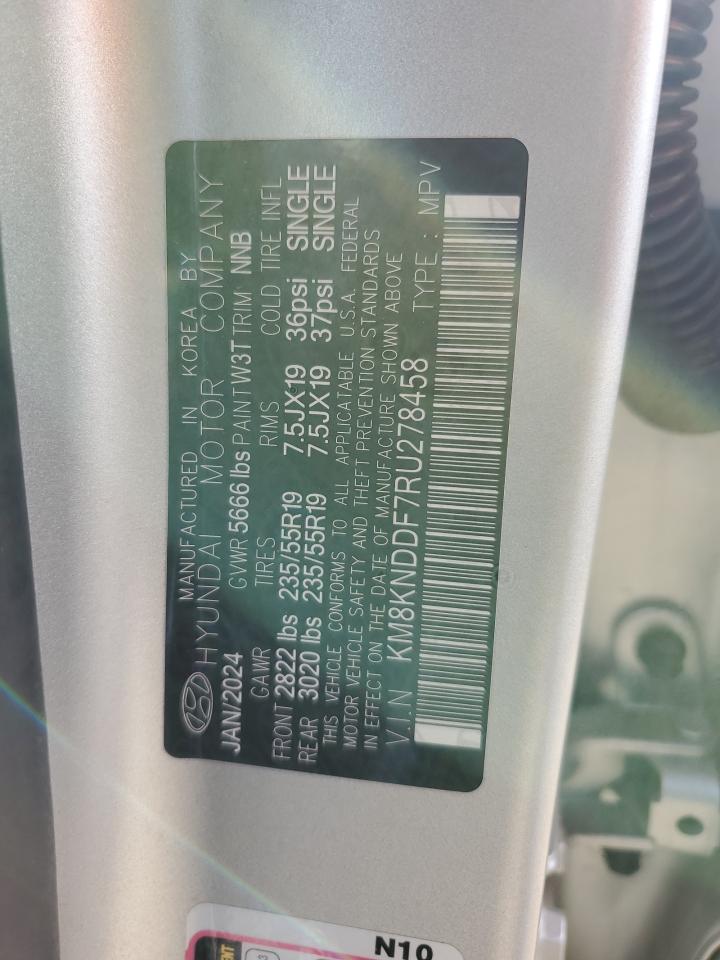 MANUFACTURED IN KOREA BY
HYUNDAI MOTOR COMPANY
JAN/2024 GVWR 5666 lbs PAINT W3T TRIM NNB
GAWR TIRES RIMS COLD TIRE INFL
FRONT 2822 lbs 235/55R19 7.5JX19 36psi SINGLE
REAR 3020 lbs 235/55R19 7.5JX19 37psi SINGLE
THIS VEHICLE CONFORMS TO ALL APPLICATABLE U.S.A. FEDERAL
MOTOR VEHICLE SAFETY AND THEFT PREVENTION STANDARDS
IN EFFECT ON THE DATE OF MANUFACTURE SHOWN ABOVE
V.I.N KM8KNDDF7RU278458 TYPE : MPV
N10